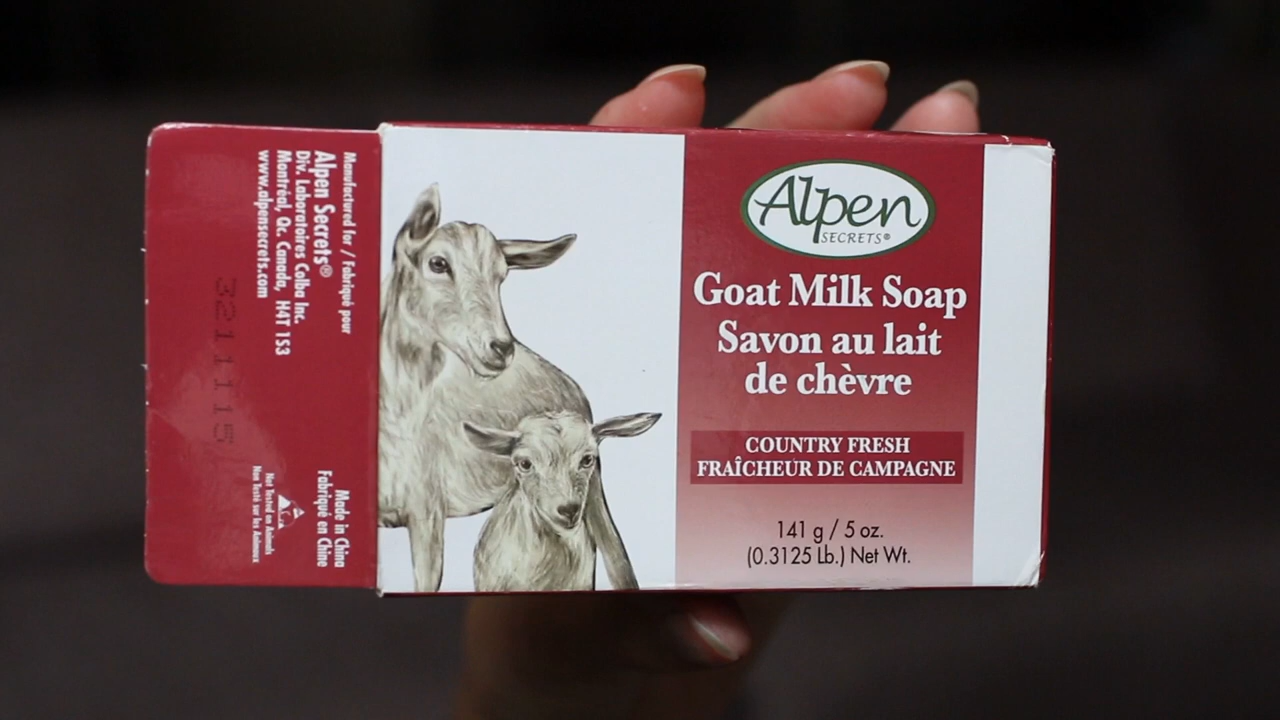 Manufactured for / Fabriqué pour
Alpen Secrets®
Div. Laboratoires Colba Inc.
Montréal, Qc. Canada, H4T 1S3
www.alpensecrets.com
321115
Made in China
Fabriqué en Chine
Not Tested on Animals
Non Testé sur les Animaux
Alpen
SECRETS®
Goat Milk Soap
Savon au lait
de chèvre
COUNTRY FRESH
FRAÎCHEUR DE CAMPAGNE
141 g / 5 oz.
(0.3125 Lb.) Net Wt.